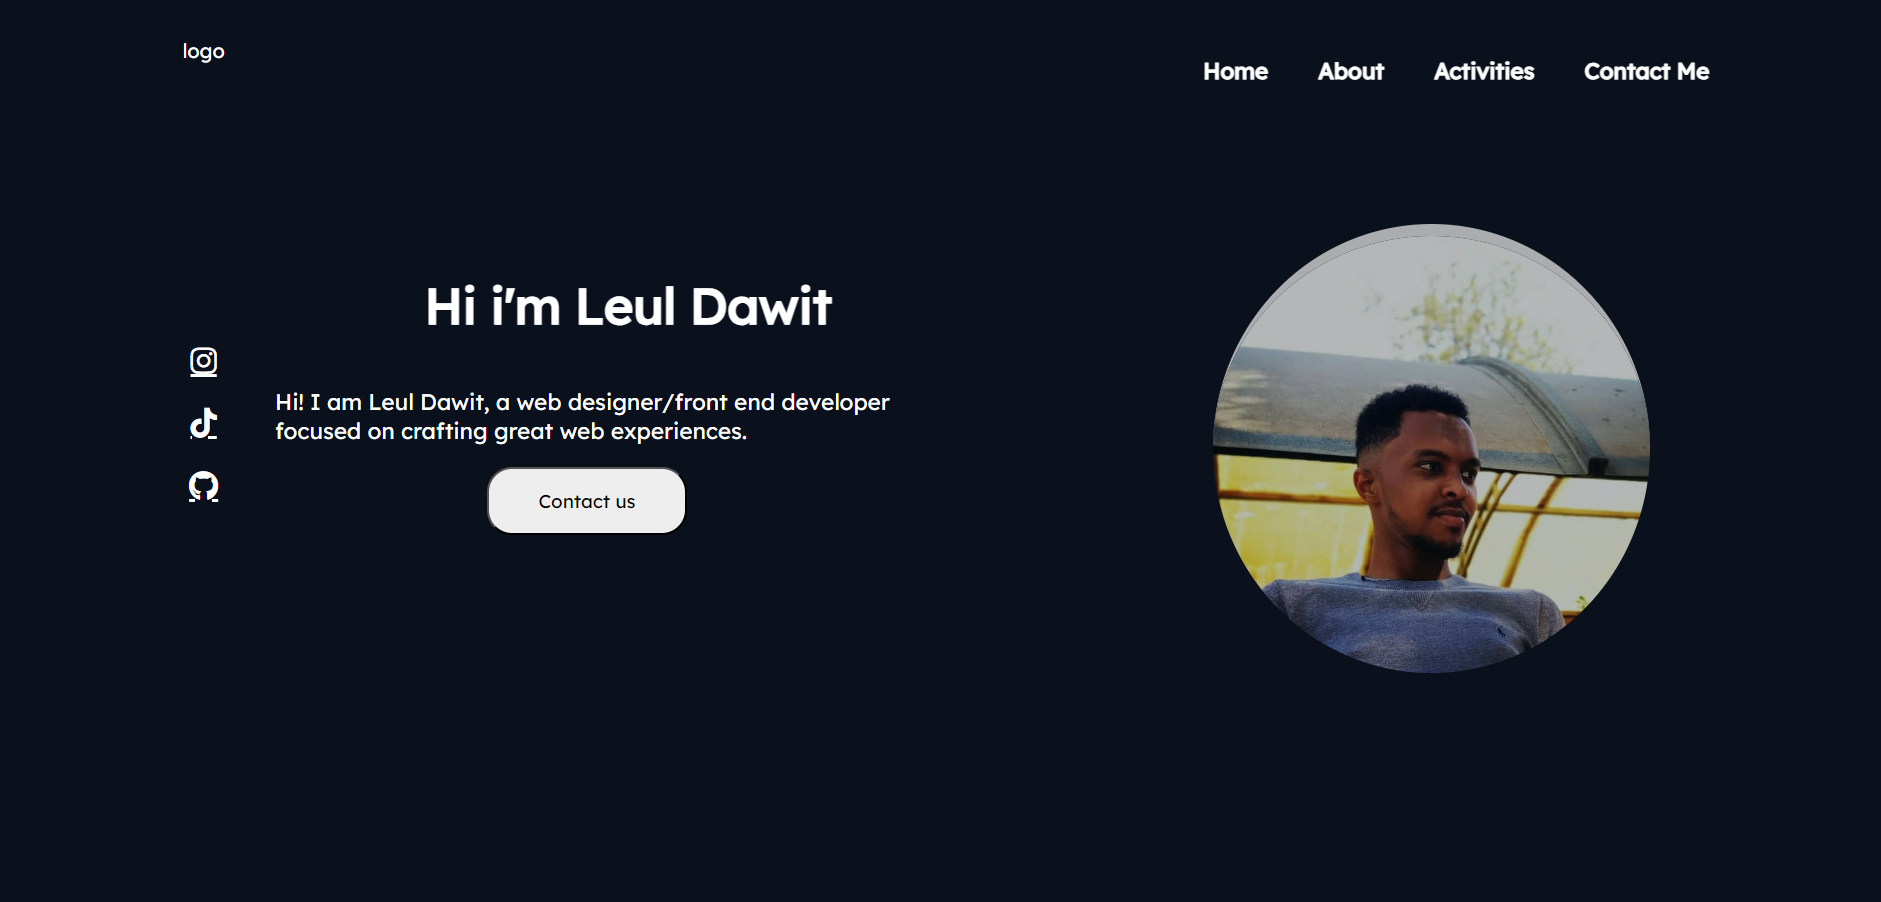 logo
Home About Activities Contact Me
Hi i'm Leul Dawit
Hi! I am Leul Dawit, a web designer/front end developer
focused on crafting great web experiences.
Contact us